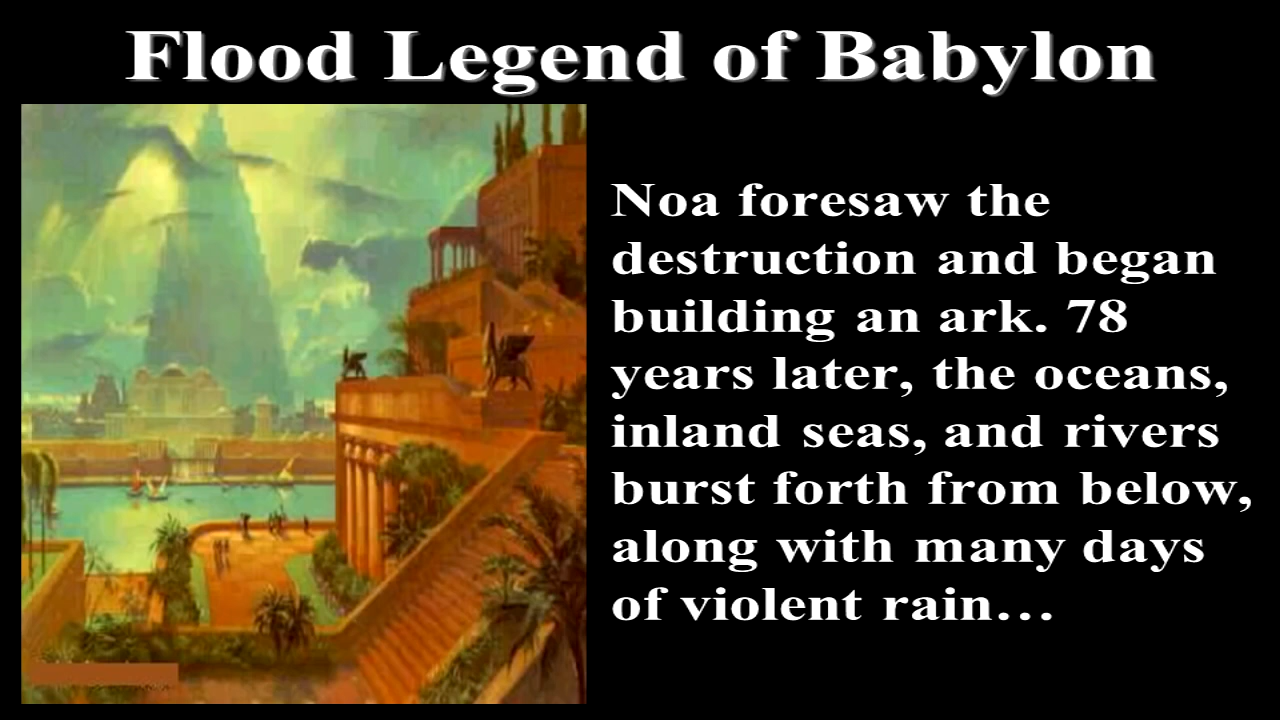 Flood Legend of Babylon
Noa foresaw the
destruction and began
building an ark. 78
years later, the oceans,
inland seas, and rivers
burst forth from below,
along with many days
of violent rain…